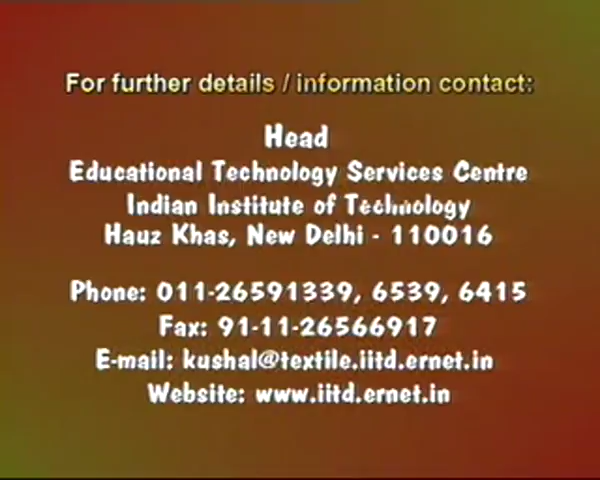 For further details / information contact:
Head
Educational Technology Services Centre
Indian Institute of Technology
Hauz Khas, New Delhi - 110016
Phone: 011-26591339, 6539, 6415
Fax: 91-11-26566917
E-mail: kushal@textile.iitd.ernet.in
Website: www.iitd.ernet.in